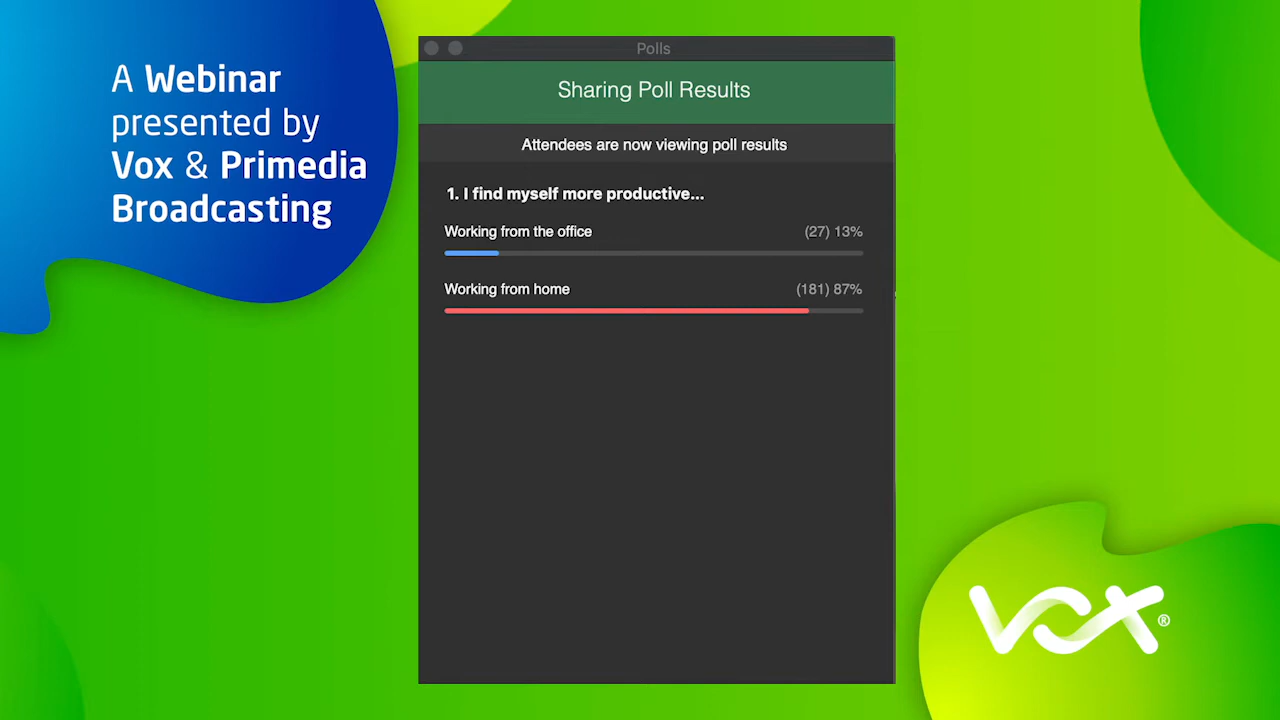 A Webinar
presented by
Vox & Primedia
Broadcasting
Polls
Sharing Poll Results
Attendees are now viewing poll results
1. I find myself more productive...
Working from the office (27) 13%
Working from home (181) 87%
VOX®